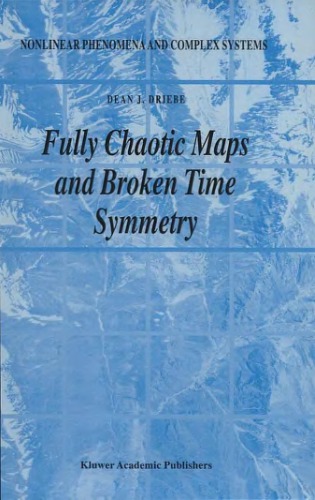 NONLINEAR PHENOMENA AND COMPLEX SYSTEMS
DEAN J. DRIEBE
Fully Chaotic Maps
and Broken Time
Symmetry
Kluwer Academic Publishers